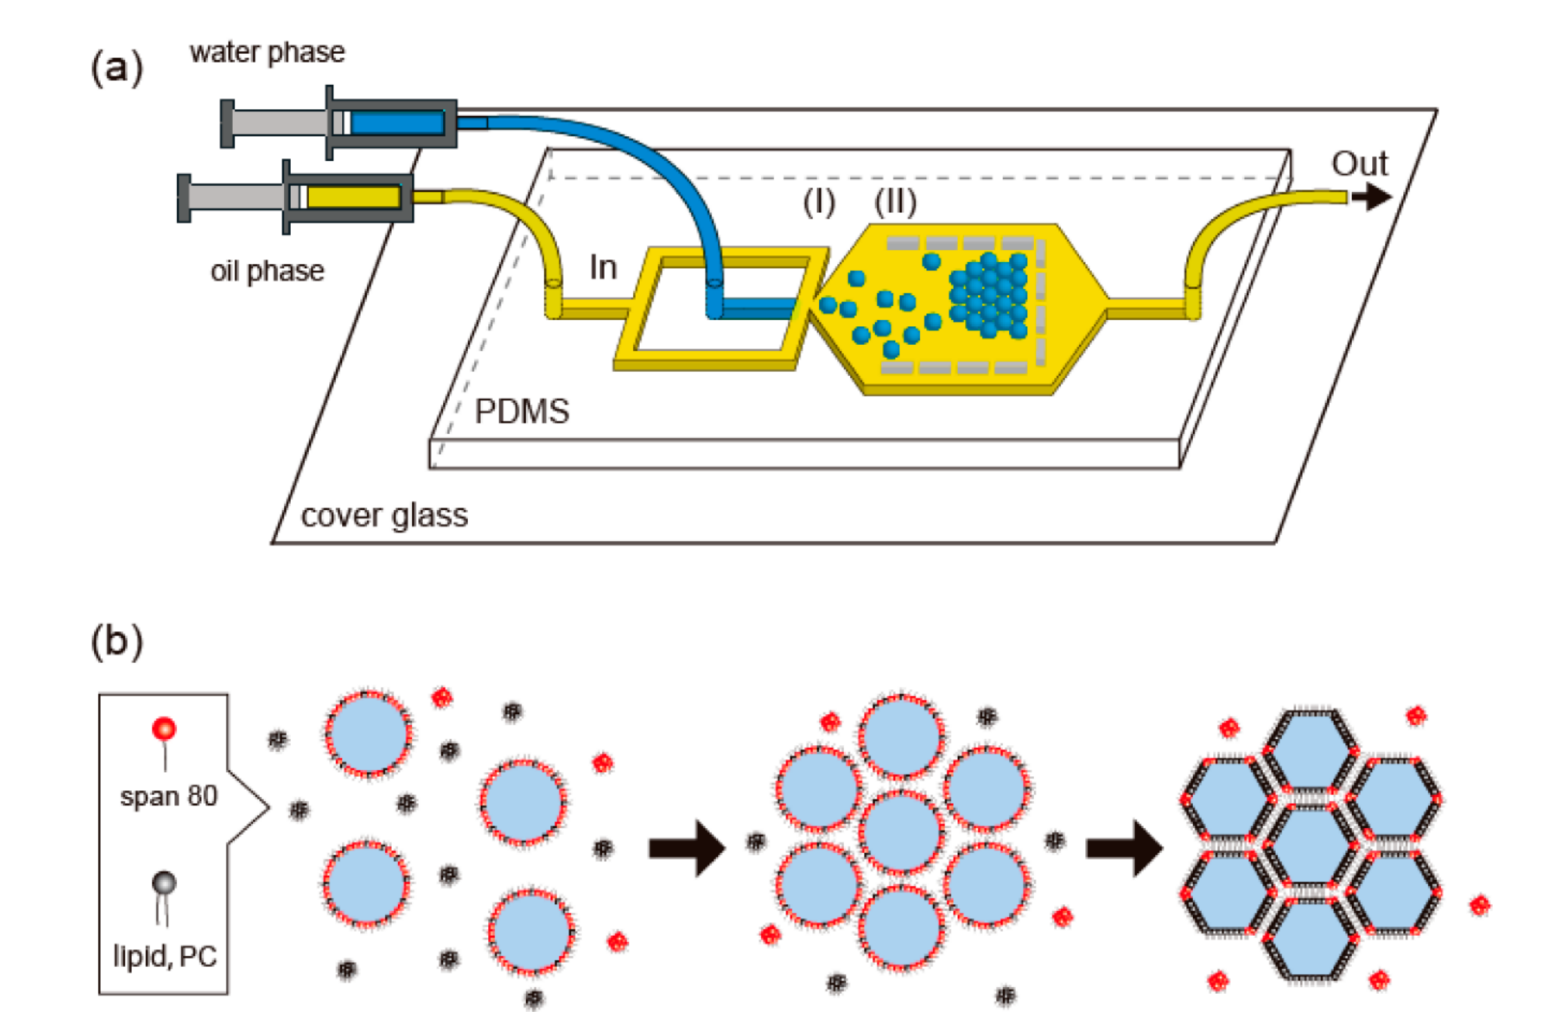 (a)
water phase
oil phase
In
(I)
(II)
Out
PDMS
cover glass
(b)
span 80
lipid, PC